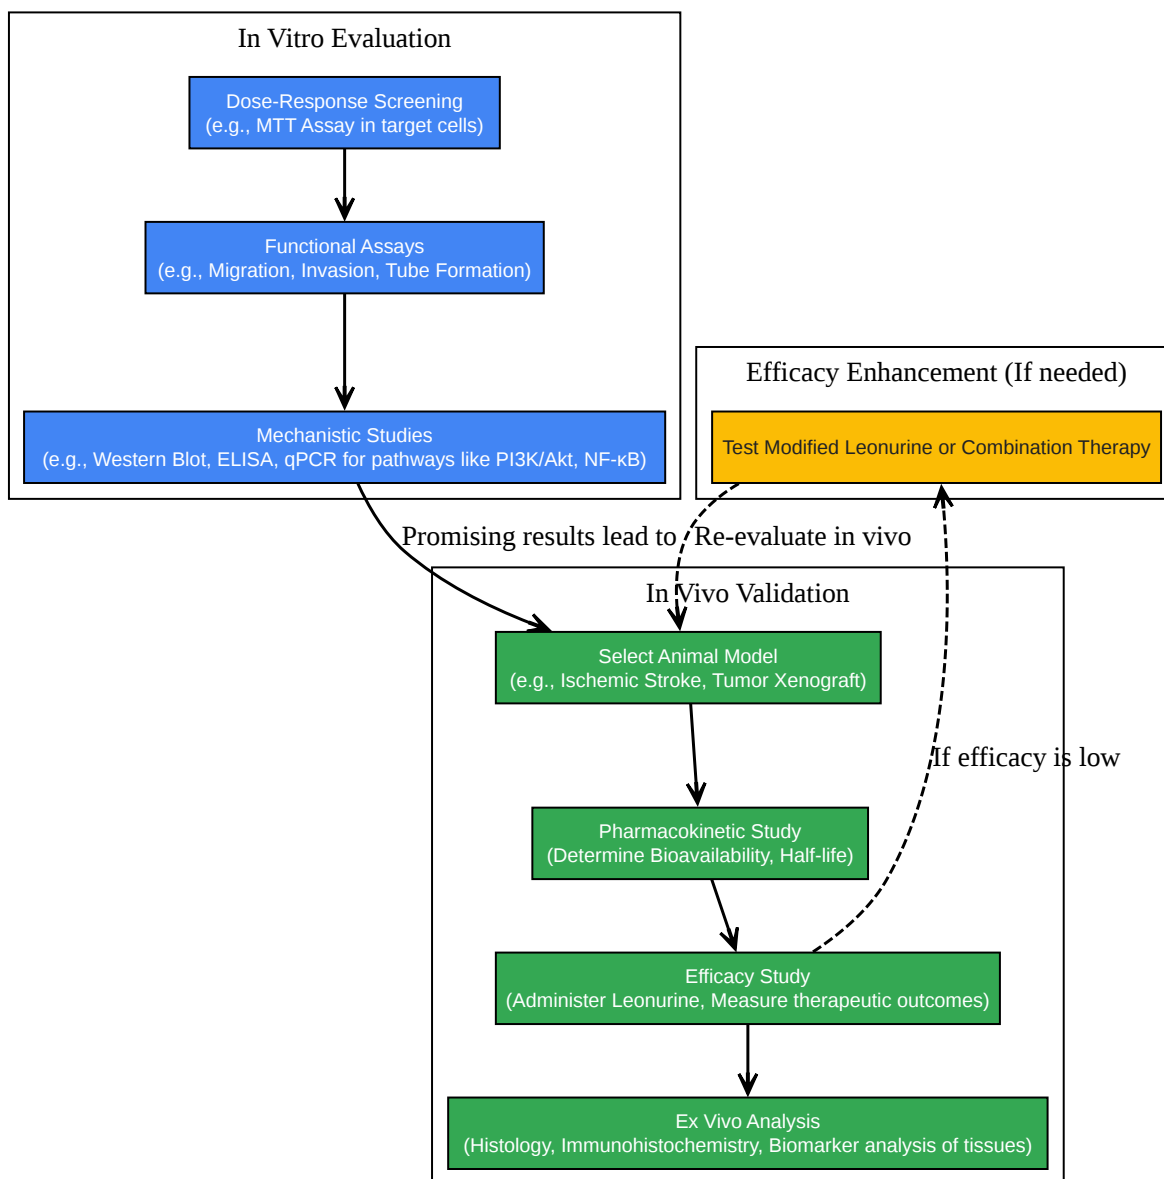 In Vitro Evaluation
Dose-Response Screening
(e.g., MTT Assay in target cells)
Functional Assays
(e.g., Migration, Invasion, Tube Formation)
Mechanistic Studies
(e.g., Western Blot, ELISA, qPCR for pathways like PI3K/Akt, NF-κB)
Efficacy Enhancement (If needed)
Test Modified Leonurine or Combination Therapy
Promising results lead to
Re-evaluate in vivo
In Vivo Validation
Select Animal Model
(e.g., Ischemic Stroke, Tumor Xenograft)
If efficacy is low
Pharmacokinetic Study
(Determine Bioavailability, Half-life)
Efficacy Study
(Administer Leonurine, Measure therapeutic outcomes)
Ex Vivo Analysis
(Histology, Immunohistochemistry, Biomarker analysis of tissues)